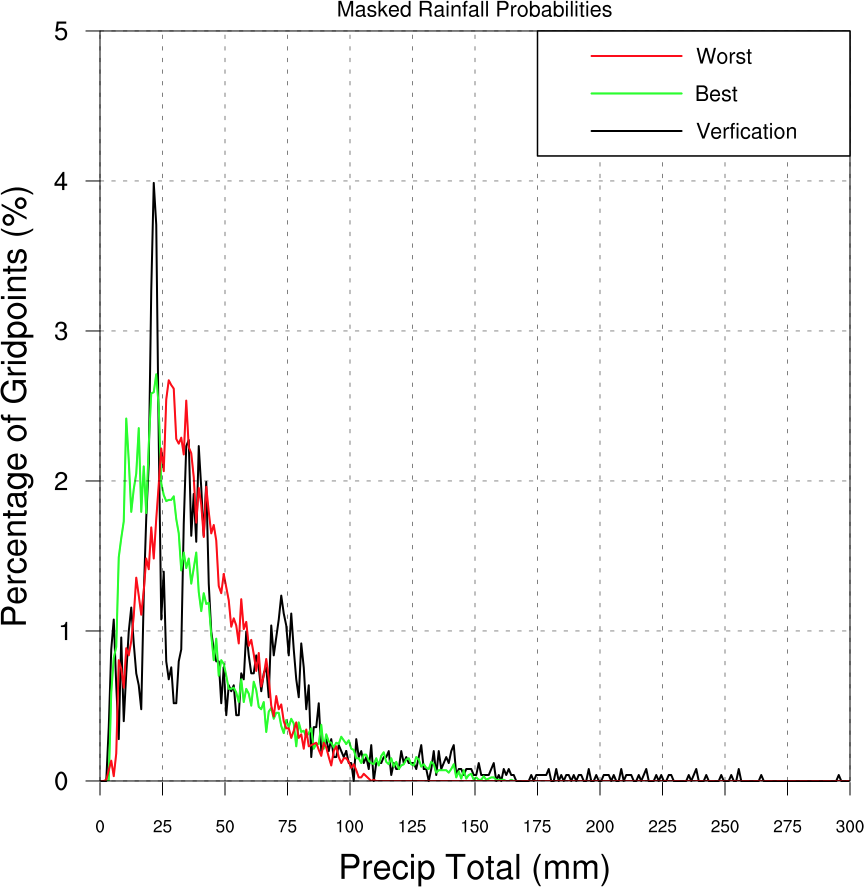 Masked Rainfall Probabilities
Worst
Best
Verfication
Percentage of Gridpoints (%)
5
4
3
2
1
0
0 25 50 75 100 125 150 175 200 225 250 275 300
Precip Total (mm)